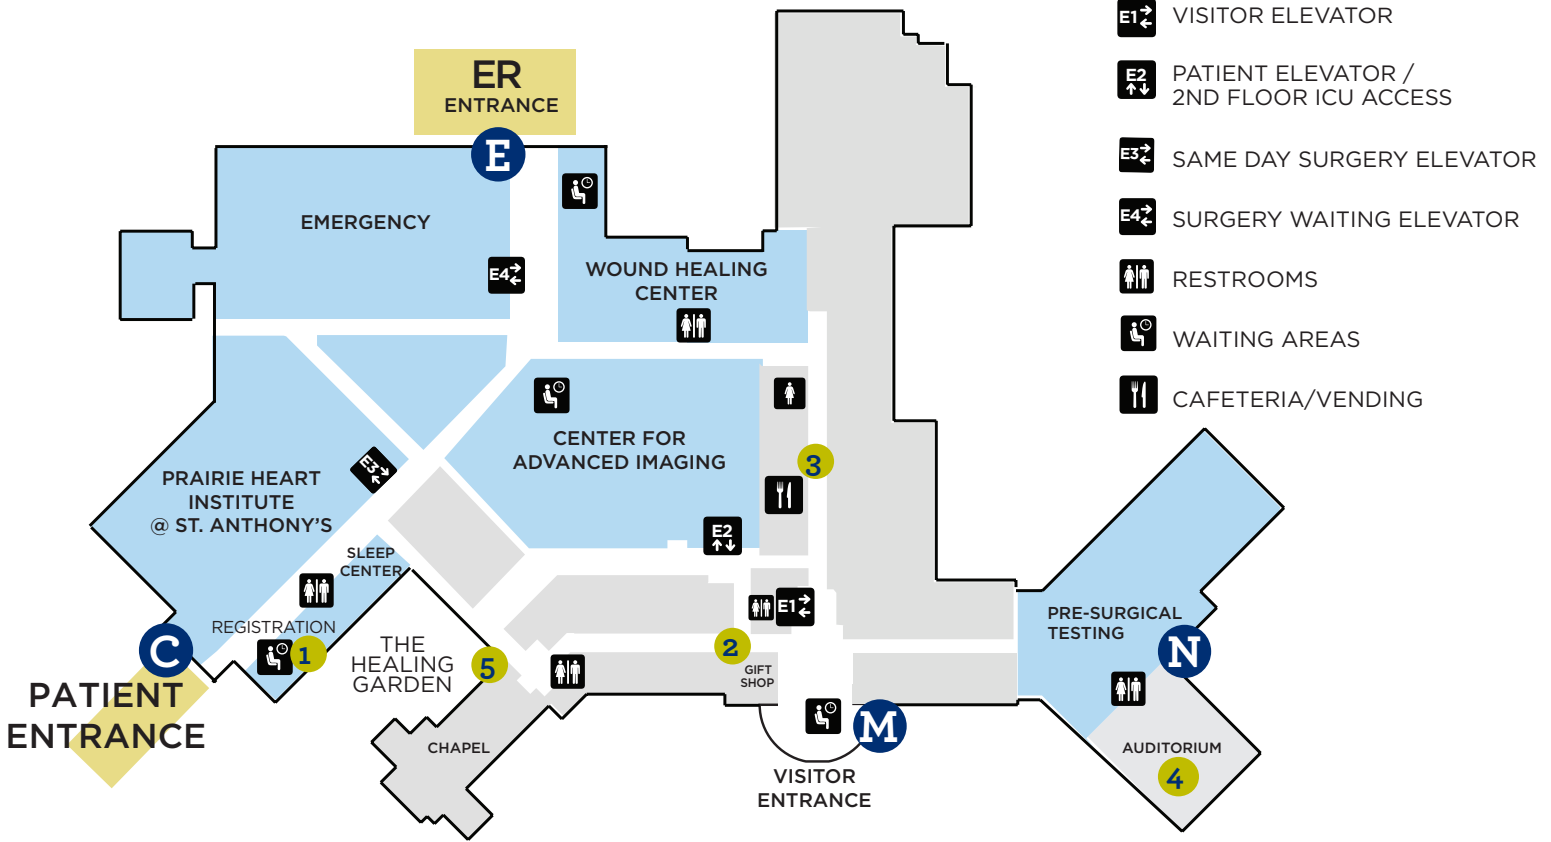 ER
ENTRANCE
E
EMERGENCY
E4
WOUND HEALING
CENTER
CENTER FOR
ADVANCED IMAGING
3
E2
E3
PRAIRIE HEART
INSTITUTE
@ ST. ANTHONY'S
SLEEP
CENTER
REGISTRATION
1
C
PATIENT
ENTRANCE
THE
HEALING
GARDEN
5
CHAPEL
2
GIFT
SHOP
E1
M
VISITOR
ENTRANCE
PRE-SURGICAL
TESTING
N
AUDITORIUM
4
E1 VISITOR ELEVATOR
E2 PATIENT ELEVATOR /
2ND FLOOR ICU ACCESS
E3 SAME DAY SURGERY ELEVATOR
E4 SURGERY WAITING ELEVATOR
RESTROOMS
WAITING AREAS
CAFETERIA/VENDING